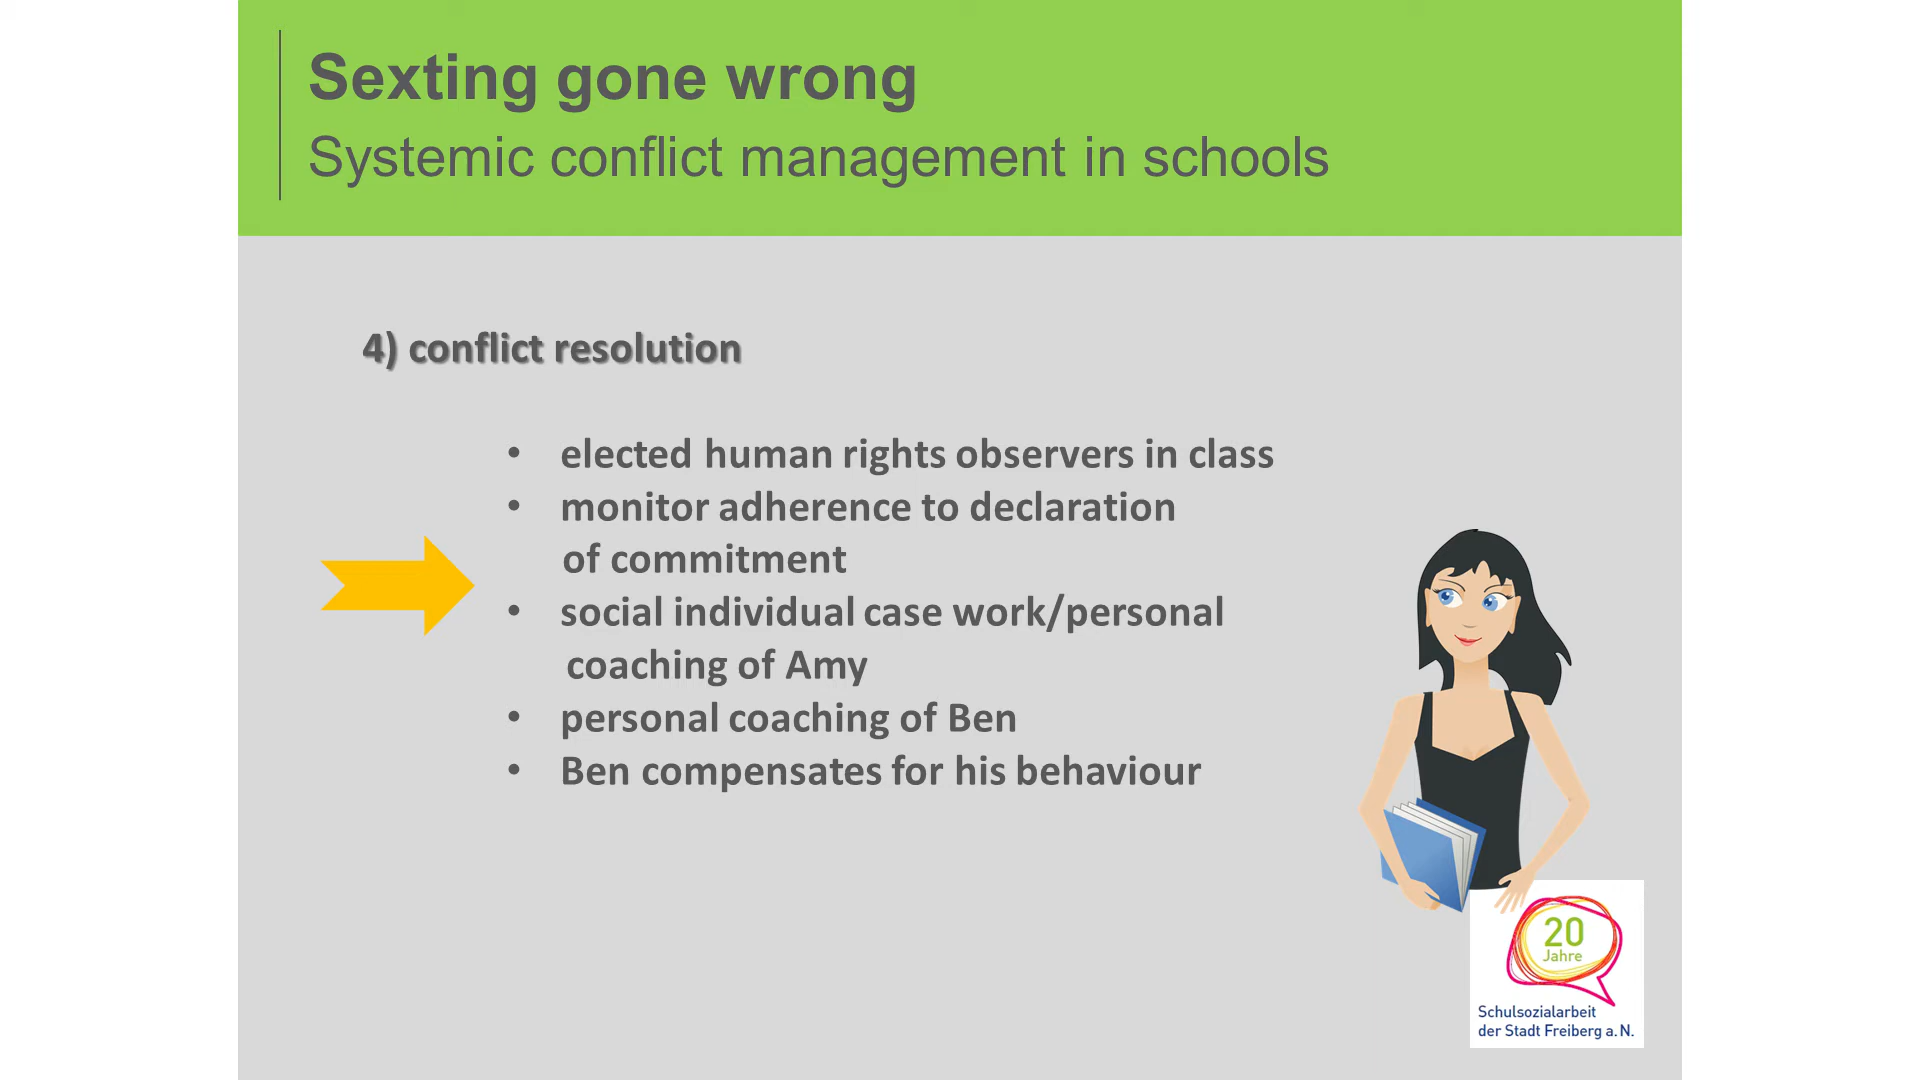 Sexting gone wrong
Systemic conflict management in schools
4) conflict resolution
• elected human rights observers in class
• monitor adherence to declaration
of commitment
• social individual case work/personal
coaching of Amy
• personal coaching of Ben
• Ben compensates for his behaviour
20
Jahre
Schulsozialarbeit
der Stadt Freiberg a. N.